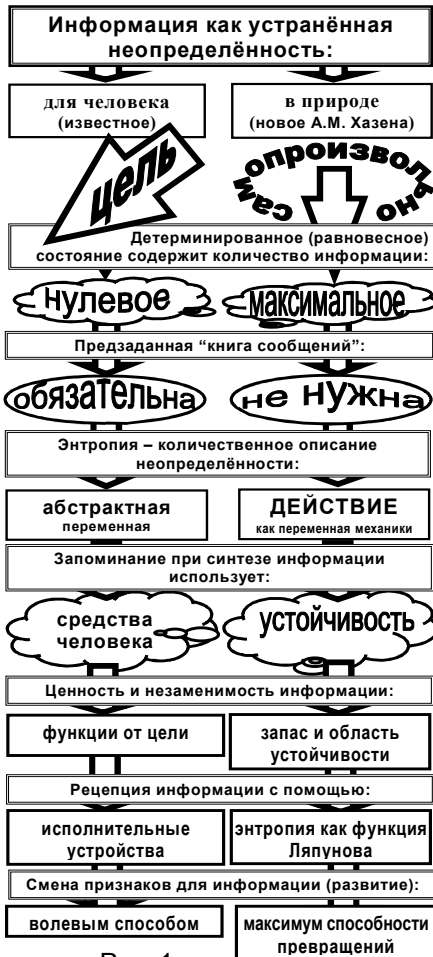 Информация как устранённая
неопределённость:
для человека
(известное)
в природе
(новое А.М. Хазена)
цель
самопроизвольно
Детерминированное (равновесное)
состояние содержит количество информации:
нулевое
максимальное
Предзаданная “книга сообщений”:
обязательна
не нужна
Энтропия – количественное описание
неопределённости:
абстрактная
переменная
ДЕЙСТВИЕ
как переменная механики
Запоминание при синтезе информации
использует:
средства
человека
устойчивость
Ценность и незаменимость информации:
функции от цели
запас и область
устойчивости
Рецепция информации с помощью:
исполнительные
устройства
энтропия как функция
Ляпунова
Смена признаков для информации (развитие):
волевым способом
максимум способности
превращений